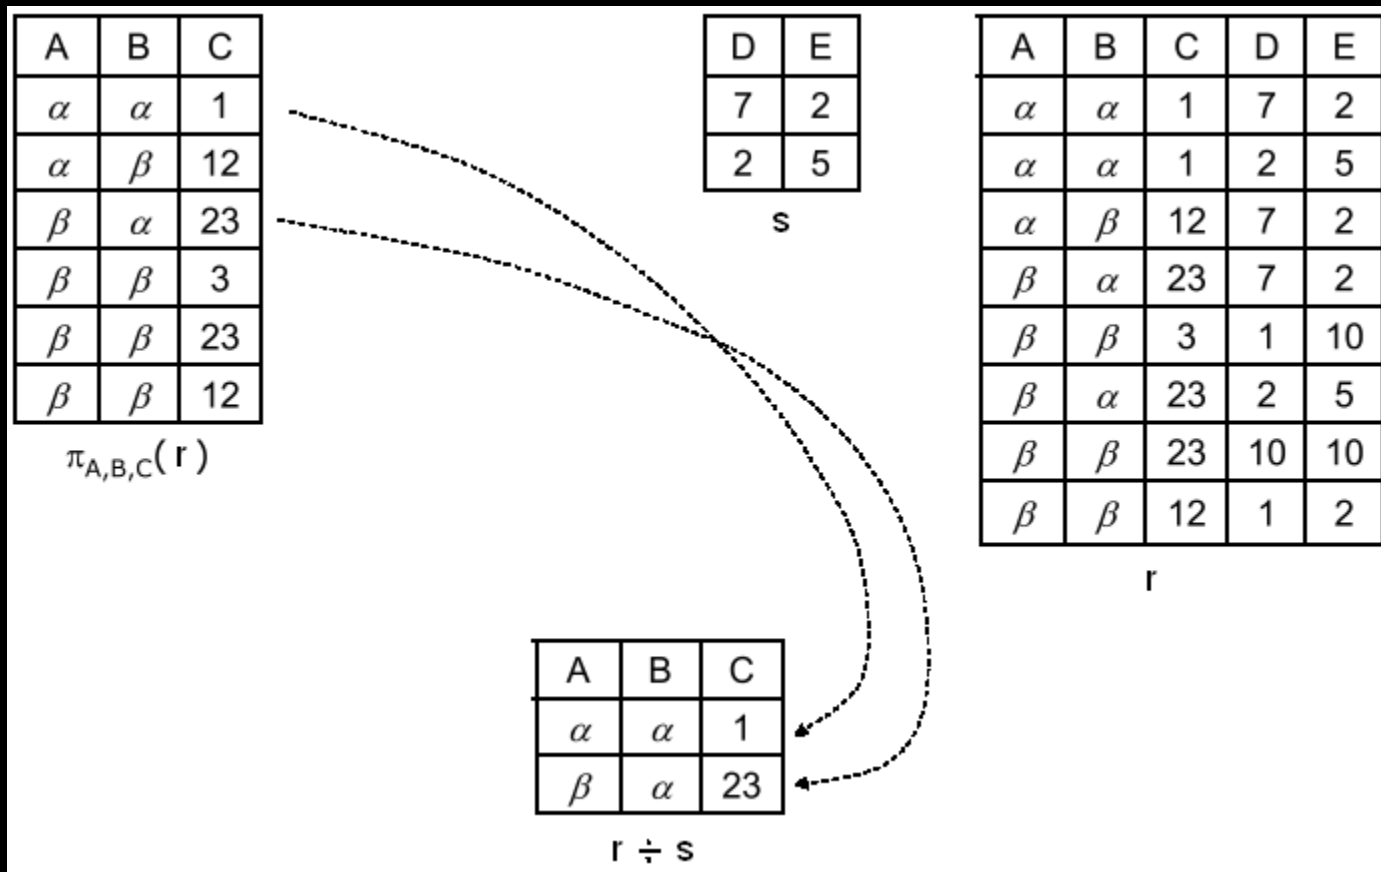 A B C
α α 1
α β 12
β α 23
β β 3
β β 23
β β 12
π A,B,C( r )
D E
7 2
2 5
s
A B C D E
α α 1 7 2
α α 1 2 5
α β 12 7 2
β α 23 7 2
β β 3 1 10
β α 23 2 5
β β 23 10 10
β β 12 1 2
r
A B C
α α 1
β α 23
r ÷ s